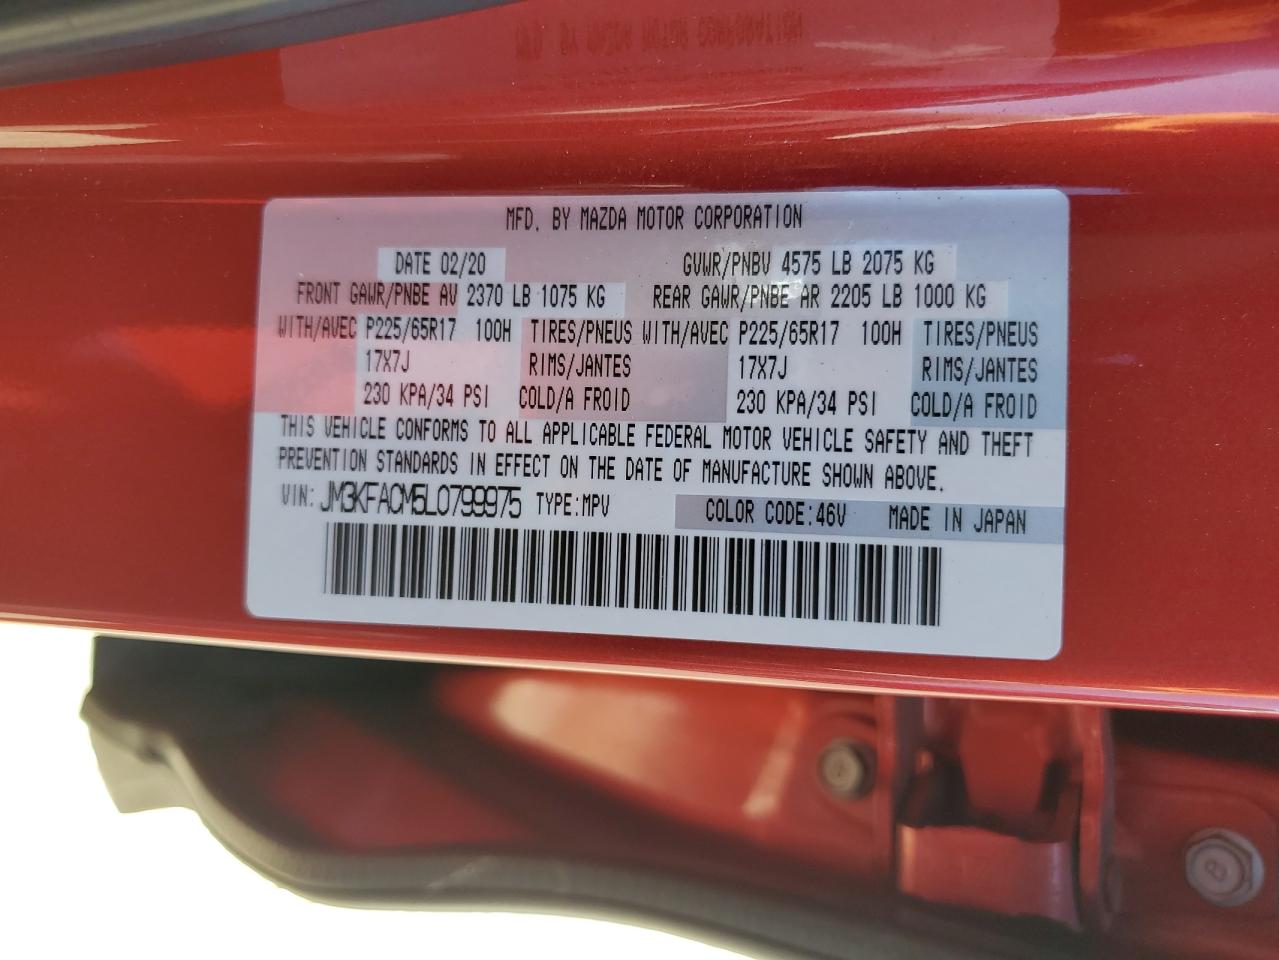 MFD. BY MAZDA MOTOR CORPORATION
DATE 02/20 GVWR/PNBV 4575 LB 2075 KG
FRONT GAWR/PNBE AV 2370 LB 1075 KG REAR GAWR/PNBE AR 2205 LB 1000 KG
WITH/AVEC P225/65R17 100H TIRES/PNEUS WITH/AVEC P225/65R17 100H TIRES/PNEUS
17X7J RIMS/JANTES 17X7J RIMS/JANTES
230 KPA/34 PSI COLD/A FROID 230 KPA/34 PSI COLD/A FROID
THIS VEHICLE CONFORMS TO ALL APPLICABLE FEDERAL MOTOR VEHICLE SAFETY AND THEFT
PREVENTION STANDARDS IN EFFECT ON THE DATE OF MANUFACTURE SHOWN ABOVE.
VIN: JM3KFACM5L0799975 TYPE:MPV COLOR CODE:46V MADE IN JAPAN
8